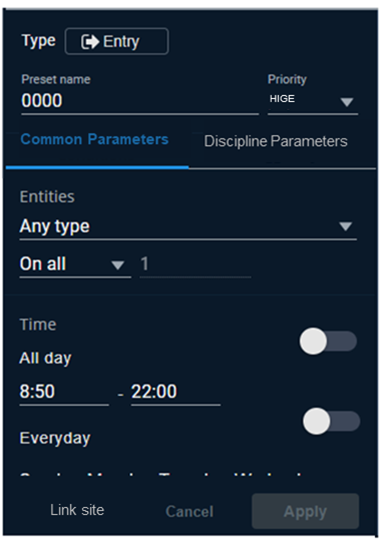 Type Entry
Preset name Priority
0000 HIGE
Common Parameters Discipline Parameters
Entities
Any type
On all 1
Time
All day
8:50 - 22:00
Everyday
Link site Cancel Apply